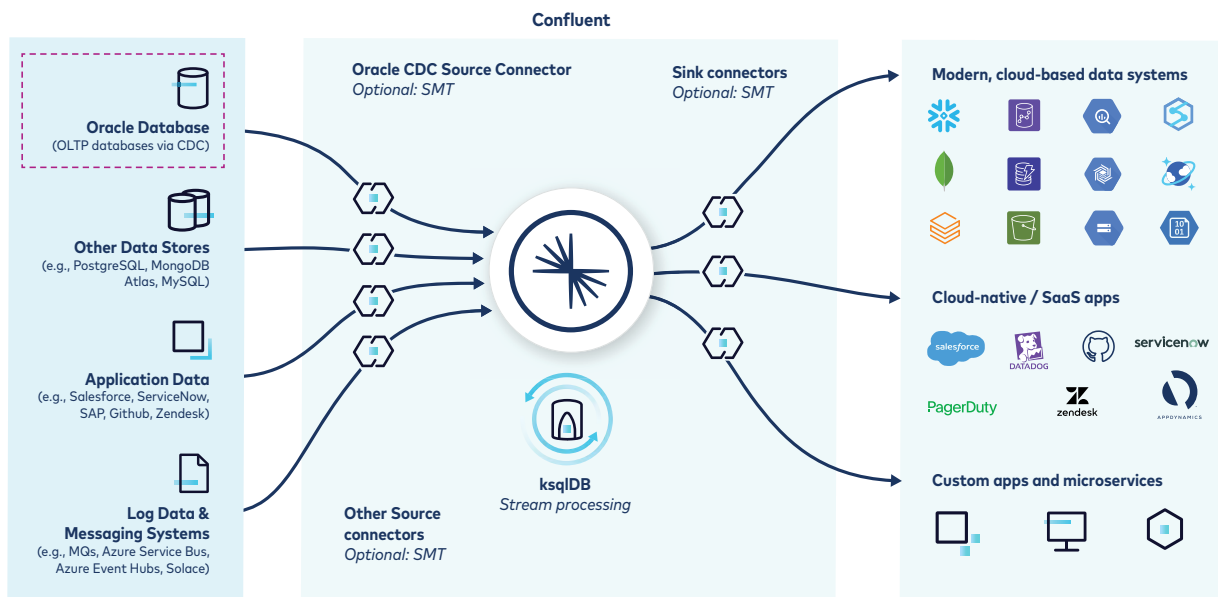 Confluent
Oracle Database
(OLTP databases via CDC)
Other Data Stores
(e.g., PostgreSQL, MongoDB
Atlas, MySQL)
Application Data
(e.g., Salesforce, ServiceNow,
SAP, Github, Zendesk)
Log Data &
Messaging Systems
(e.g., MQs, Azure Service Bus,
Azure Event Hubs, Solace)
Oracle CDC Source Connector
Optional: SMT
Sink connectors
Optional: SMT
ksqlDB
Stream processing
Other Source
connectors
Optional: SMT
Modern, cloud-based data systems
10
01
Cloud-native / SaaS apps
salesforce
DATADOG
servicenow
PagerDuty
zendesk
APPDYNAMICS
Custom apps and microservices